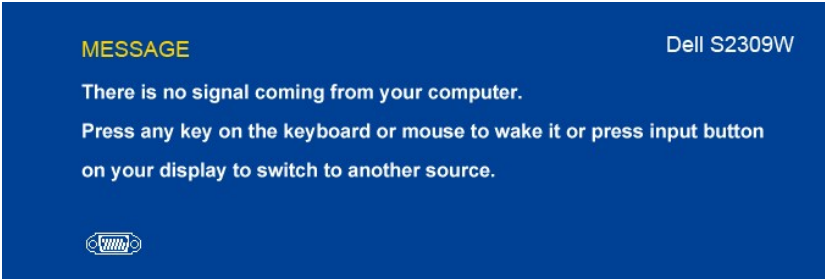 MESSAGE
Dell S2309W
There is no signal coming from your computer.
Press any key on the keyboard or mouse to wake it or press input button
on your display to switch to another source.